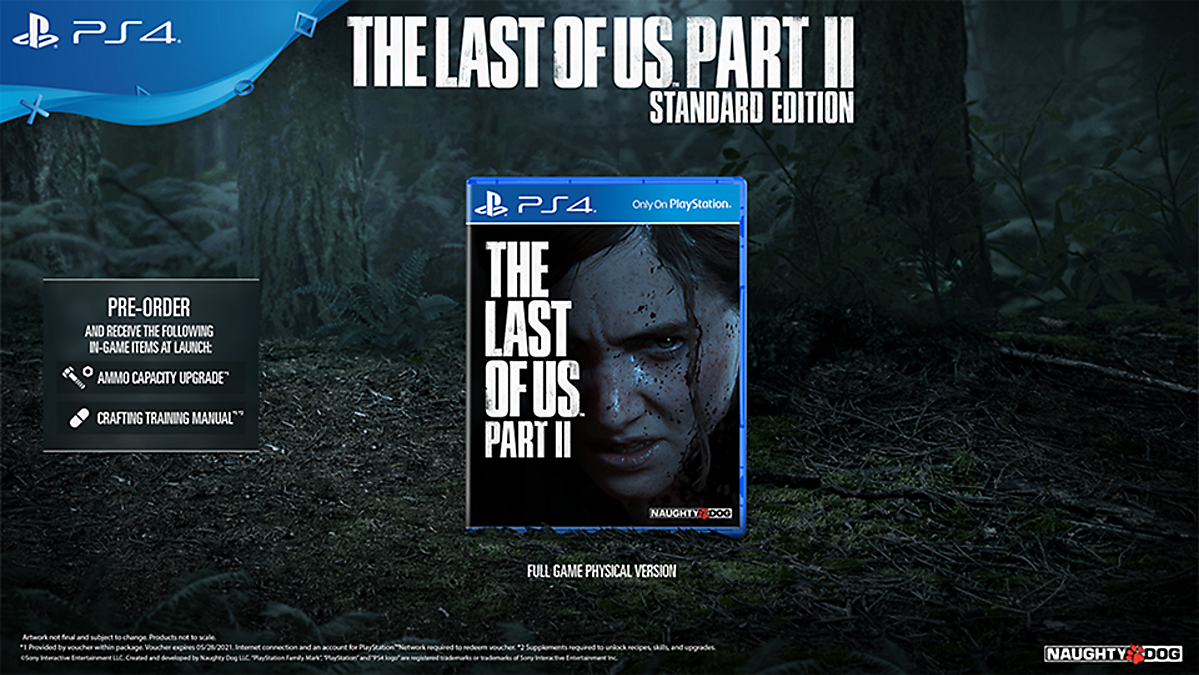 PS4
THE LAST OF US™ PART II
STANDARD EDITION
PS4
Only On PlayStation.
THE
LAST
OF US™
PART II
NAUGHTY DOG
PRE-ORDER
AND RECEIVE THE FOLLOWING
IN-GAME ITEMS AT LAUNCH:
AMMO CAPACITY UPGRADE*1
CRAFTING TRAINING MANUAL*1 *2
FULL GAME PHYSICAL VERSION
Artwork not final and subject to change. Products not to scale.
*1 Provided by voucher within package. Voucher expires 05/28/2021. Internet connection and an account for PlayStation™Network required to redeem voucher. *2 Supplements required to unlock recipes, skills, and upgrades.
©Sony Interactive Entertainment LLC. Created and developed by Naughty Dog LLC. "PlayStation Family Mark", "PlayStation" and "PS4 logo" are registered trademarks or trademarks of Sony Interactive Entertainment Inc.
NAUGHTY DOG